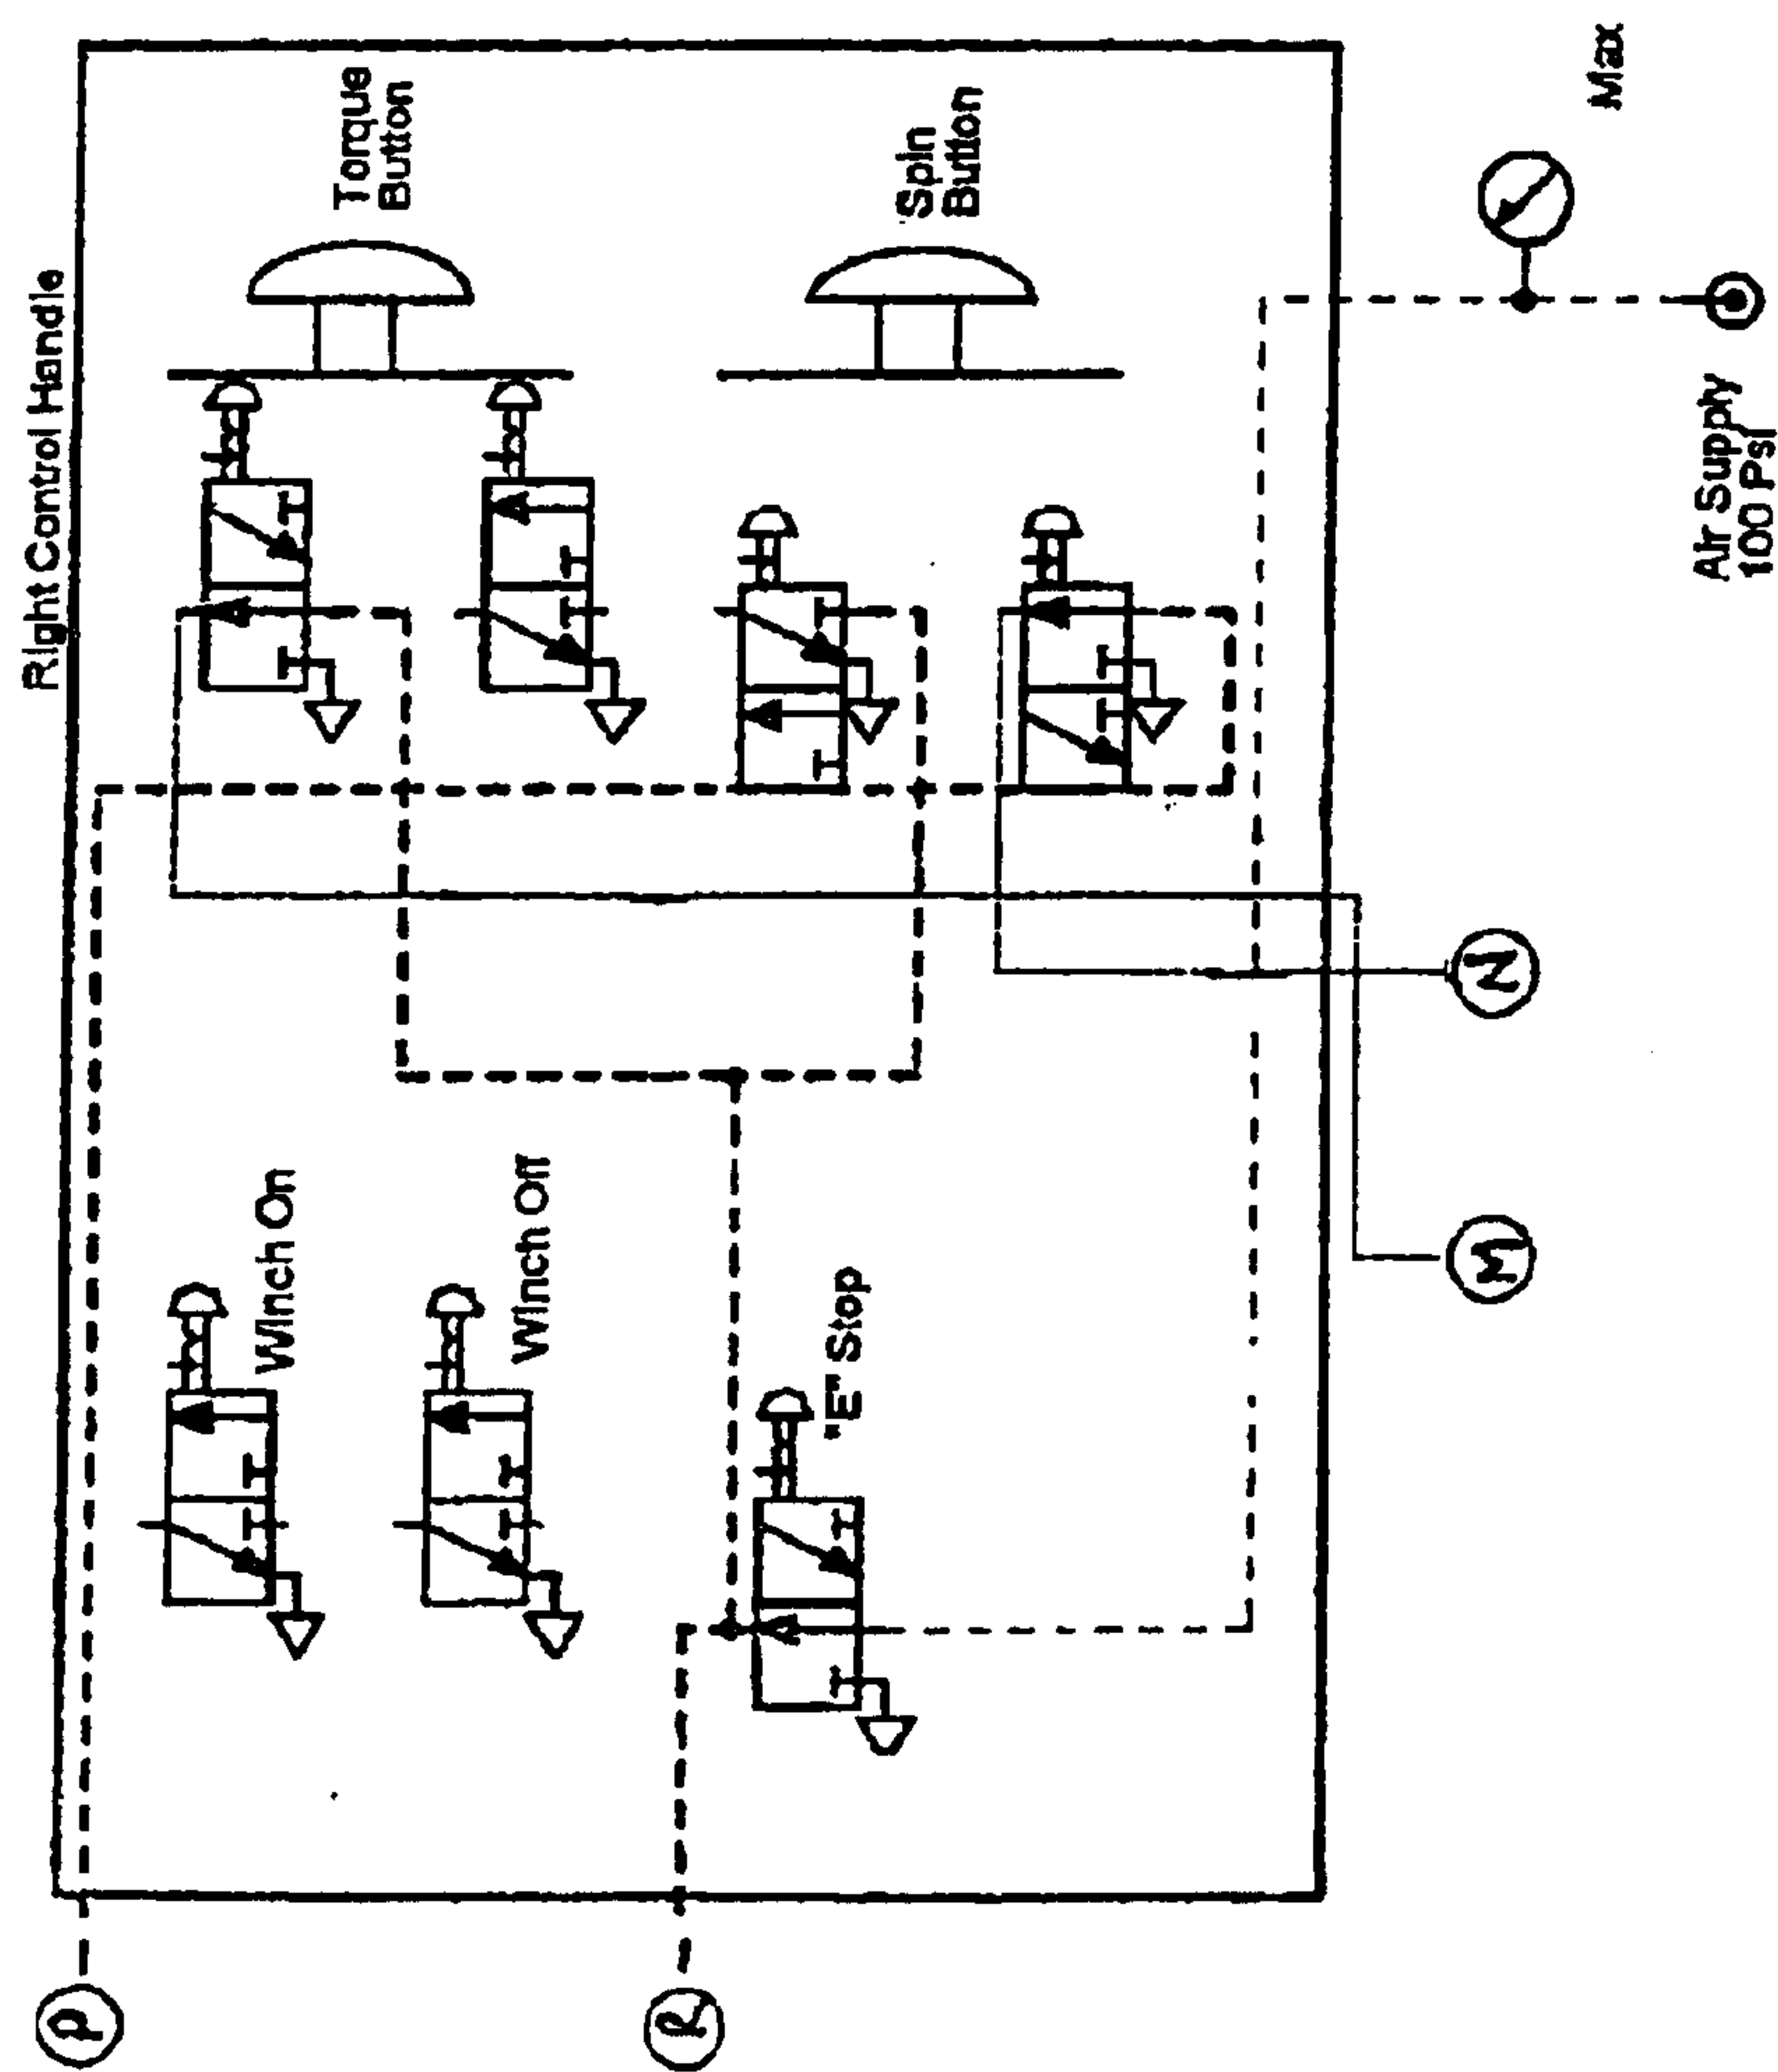 Right Control Handle
Torque
Button
Spin
Button
Max
Air Supply
100 Psi
Winch On
Winch Off
"E" Stop
N
M
P